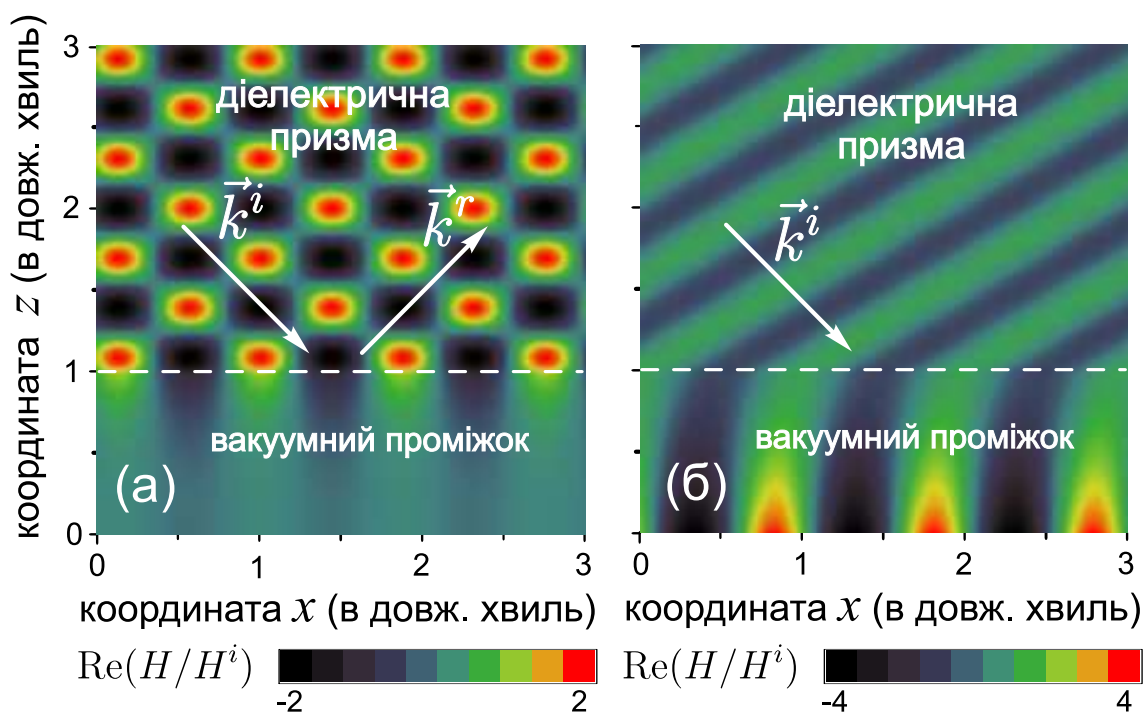 координата z (в довж. хвиль)
3
2
1
0
діелектрична
призма
k⃗ⁱ
k⃗ʳ
вакуумний проміжок
(а)
0 1 2 3
координата x (в довж. хвиль)
Re(H/Hⁱ)
-2 2
діелектрична
призма
k⃗ⁱ
вакуумний проміжок
(б)
0 1 2 3
координата x (в довж. хвиль)
Re(H/Hⁱ)
-4 4